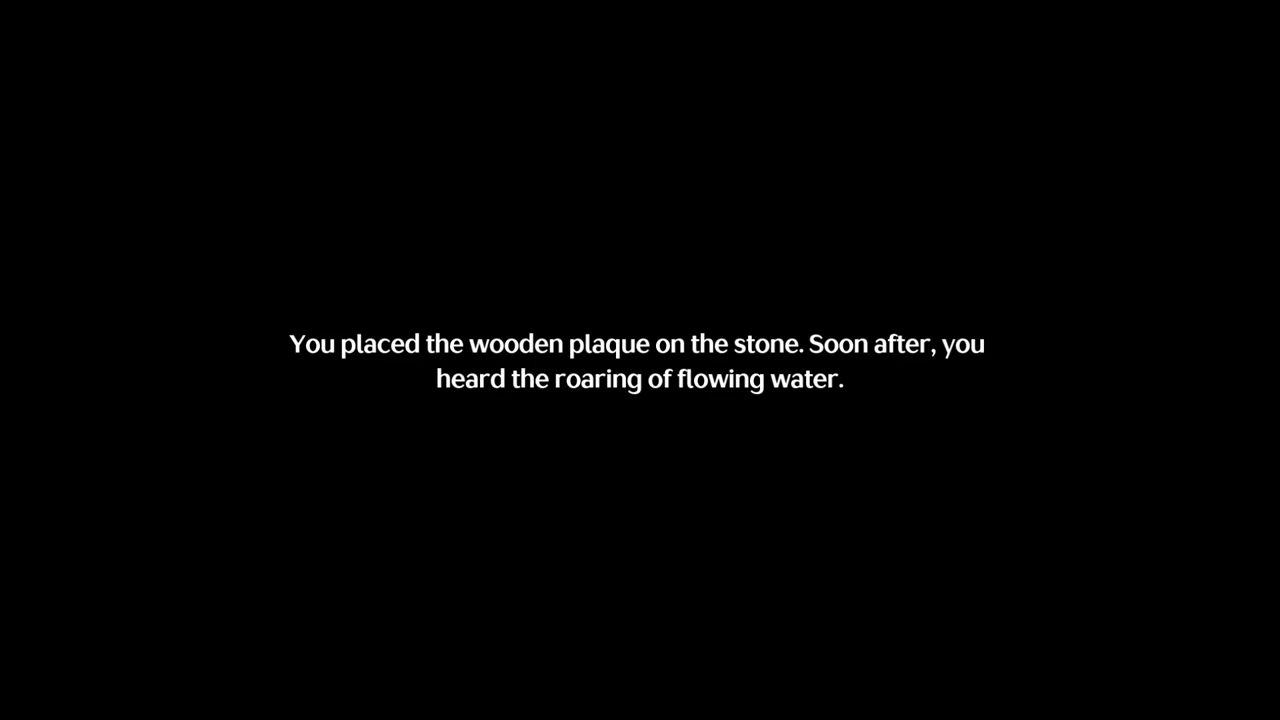 You placed the wooden plaque on the stone. Soon after, you
heard the roaring of flowing water.